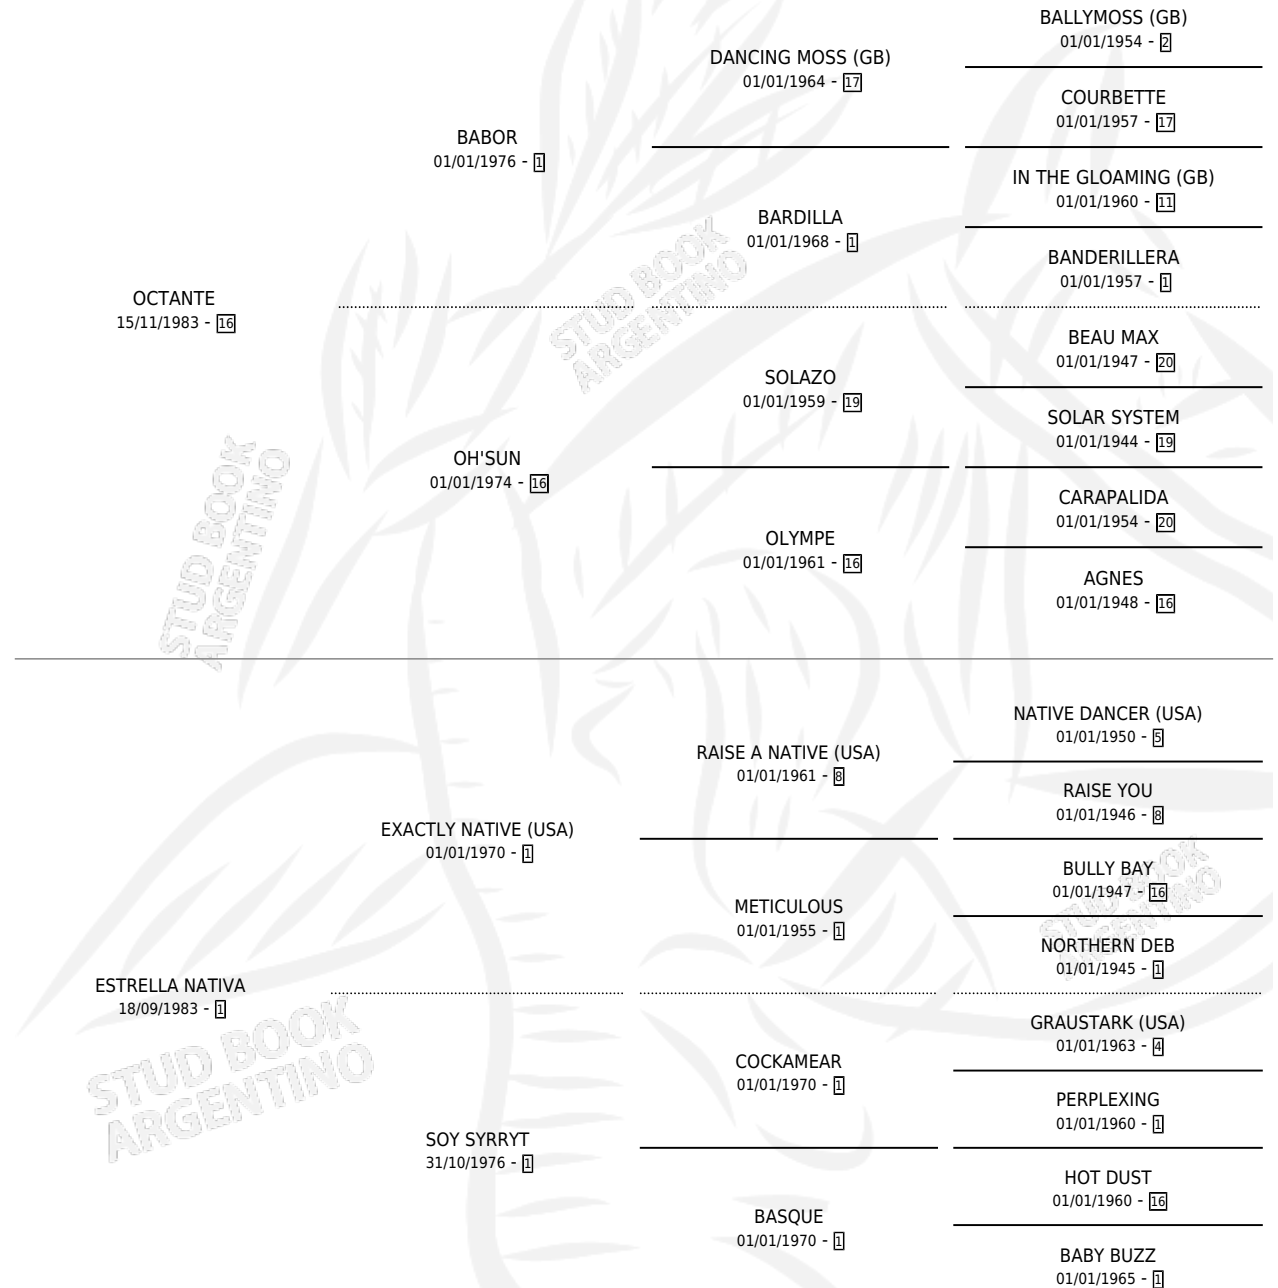 BALLYMOSS (GB)
01/01/1954 - 2
DANCING MOSS (GB)
01/01/1964 - 17
COURBETTE
01/01/1957 - 17
BABOR
01/01/1976 - 1
IN THE GLOAMING (GB)
01/01/1960 - 11
BARDILLA
01/01/1968 - 1
BANDERILLERA
01/01/1957 - 1
OCTANTE
15/11/1983 - 16
STUD BOOK
ARGENTINO
BEAU MAX
01/01/1947 - 20
SOLAZO
01/01/1959 - 19
SOLAR SYSTEM
01/01/1944 - 19
OH'SUN
01/01/1974 - 16
CARAPALIDA
01/01/1954 - 20
OLYMPE
01/01/1961 - 16
AGNES
01/01/1948 - 16
STUD BOOK
ARGENTINO
NATIVE DANCER (USA)
01/01/1950 - 5
RAISE A NATIVE (USA)
01/01/1961 - 8
RAISE YOU
01/01/1946 - 8
EXACTLY NATIVE (USA)
01/01/1970 - 1
BULLY BAY
01/01/1947 - 16
METICULOUS
01/01/1955 - 1
STUD BOOK
ARGENTINO
NORTHERN DEB
01/01/1945 - 1
ESTRELLA NATIVA
18/09/1983 - 1
STUD BOOK
ARGENTINO
GRAUSTARK (USA)
01/01/1963 - 4
COCKAMEAR
01/01/1970 - 1
PERPLEXING
01/01/1960 - 1
SOY SYRRYT
31/10/1976 - 1
HOT DUST
01/01/1960 - 16
BASQUE
01/01/1970 - 1
BABY BUZZ
01/01/1965 - 1